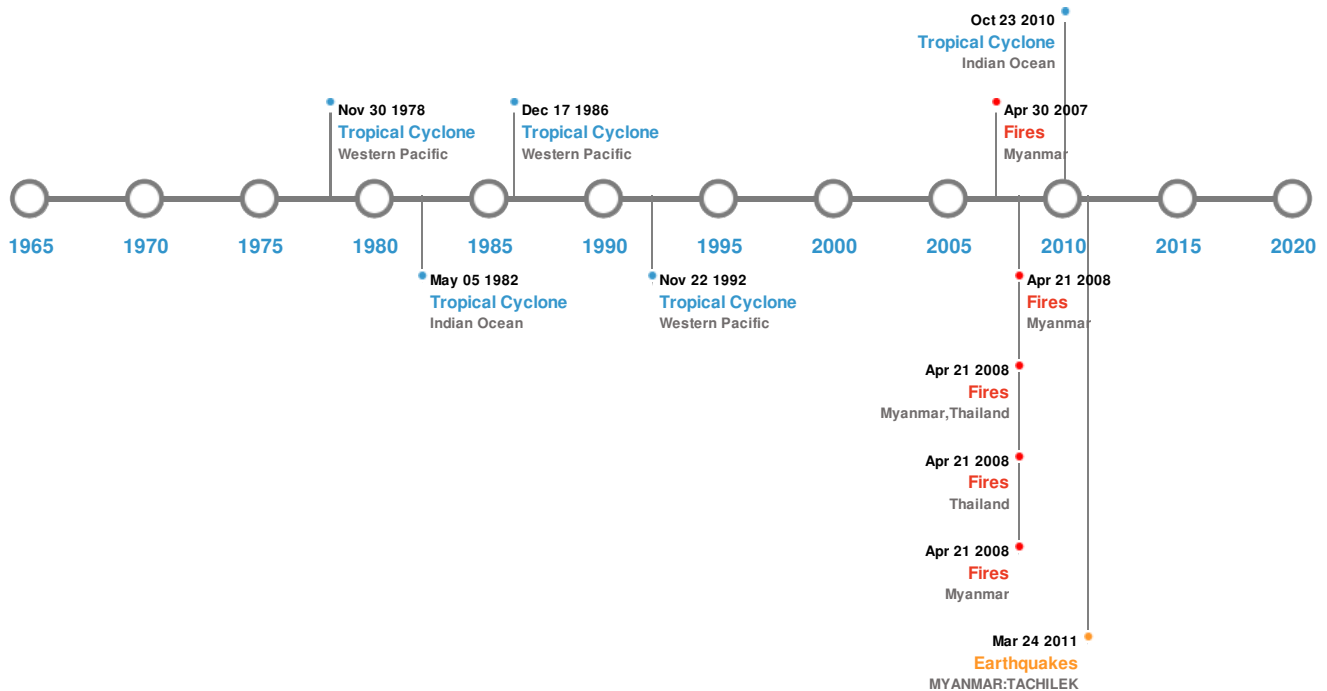 Oct 23 2010
Tropical Cyclone
Indian Ocean
Nov 30 1978
Tropical Cyclone
Western Pacific
Dec 17 1986
Tropical Cyclone
Western Pacific
Apr 30 2007
Fires
Myanmar
1965 1970 1975 1980 1985 1990 1995 2000 2005 2010 2015 2020
May 05 1982
Tropical Cyclone
Indian Ocean
Nov 22 1992
Tropical Cyclone
Western Pacific
Apr 21 2008
Fires
Myanmar
Apr 21 2008
Fires
Myanmar,Thailand
Apr 21 2008
Fires
Thailand
Apr 21 2008
Fires
Myanmar
Mar 24 2011
Earthquakes
MYANMAR:TACHILEK